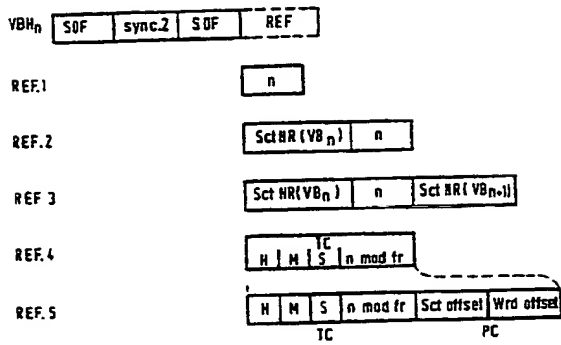 VBHn SOF sync.2 SOF REF
REF.1 n
REF.2 Sct NR(VBn) n
REF 3 Sct NR(VBn) n Sct NR(VBn+1)
TC
REF.4 H M S n mod fr
REF.5 H M S n mod fr Sct offset Wrd offset
TC PC